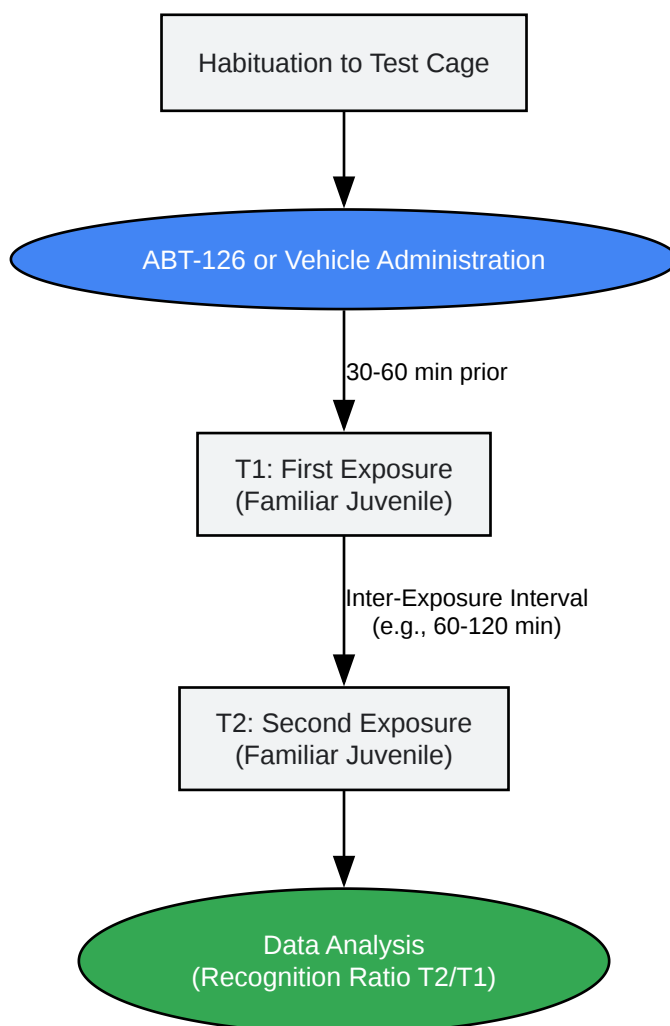 Habituation to Test Cage
ABT-126 or Vehicle Administration
30-60 min prior
T1: First Exposure
(Familiar Juvenile)
Inter-Exposure Interval
(e.g., 60-120 min)
T2: Second Exposure
(Familiar Juvenile)
Data Analysis
(Recognition Ratio T2/T1)